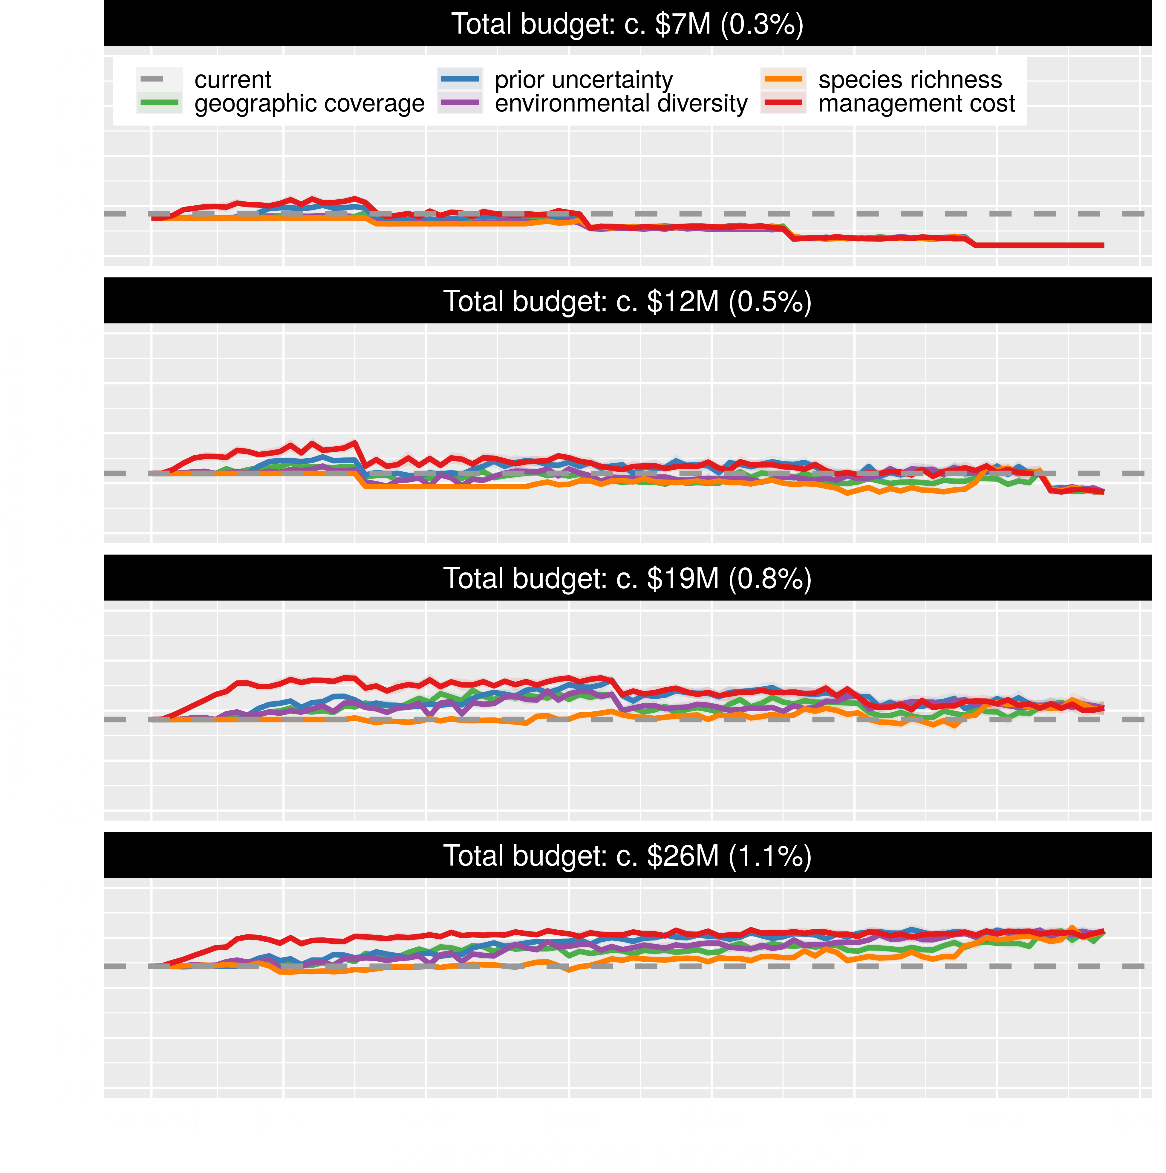 Total budget: c. $7M (0.3%)
current prior uncertainty species richness
geographic coverage environmental diversity management cost
Total budget: c. $12M (0.5%)
Total budget: c. $19M (0.8%)
Total budget: c. $26M (1.1%)